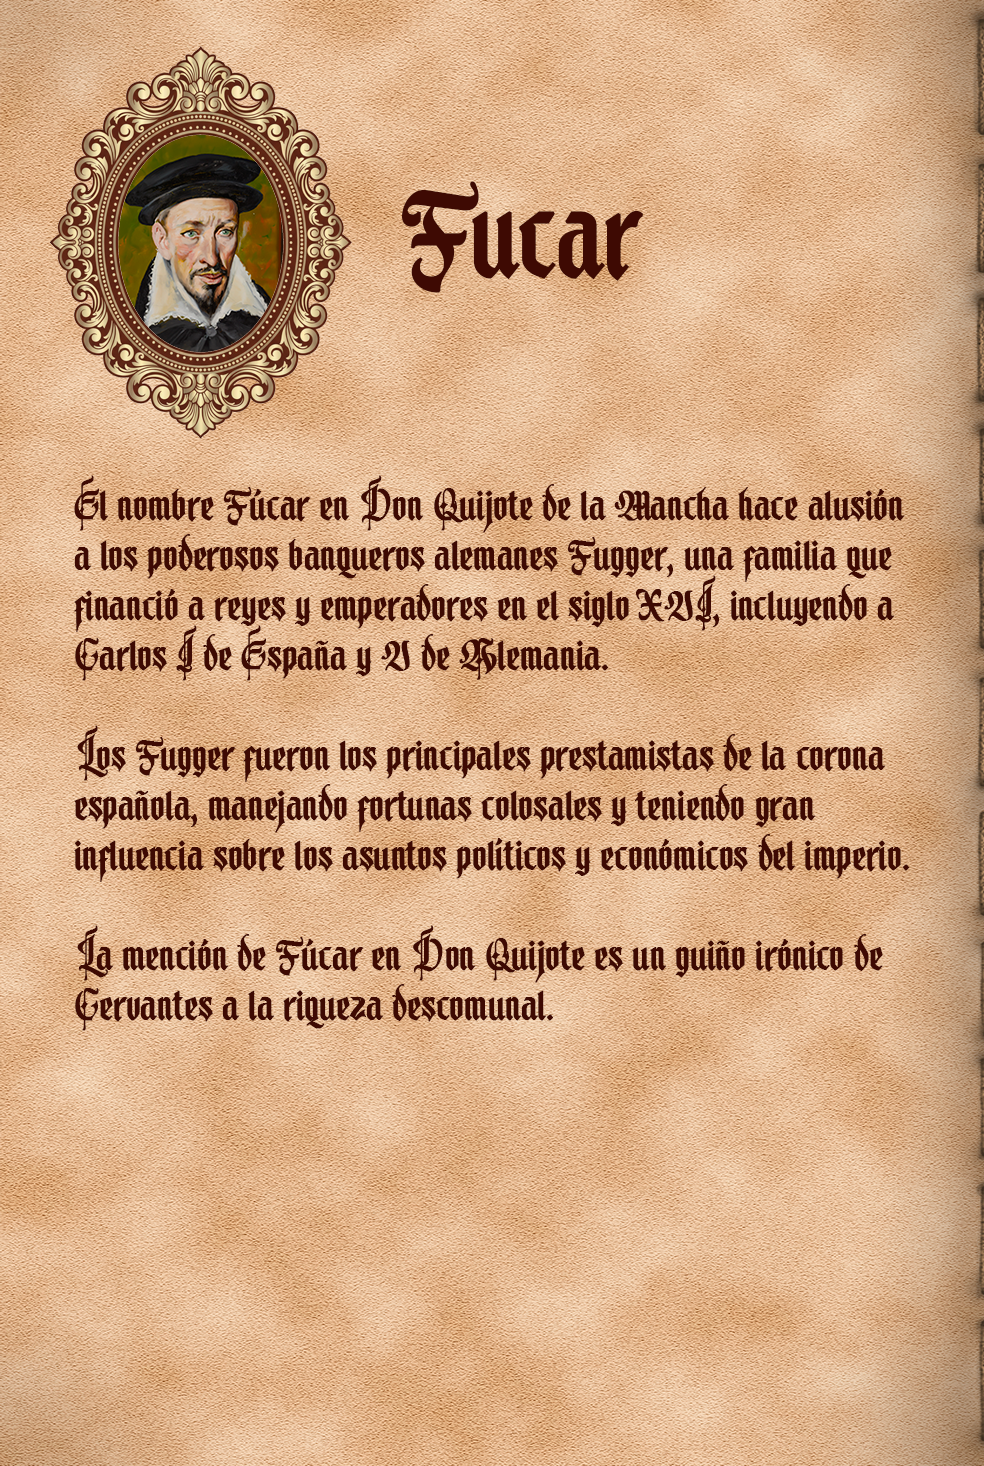 Fucar
El nombre Fúcar en Don Quijote de la Mancha hace alusión
a los poderosos banqueros alemanes Fugger, una familia que
financió a reyes y emperadores en el siglo XVI, incluyendo a
Carlos I de España y V de Alemania.
Los Fugger fueron los principales prestamistas de la corona
española, manejando fortunas colosales y teniendo gran
influencia sobre los asuntos políticos y económicos del imperio.
La mención de Fúcar en Don Quijote es un guiño irónico de
Cervantes a la riqueza descomunal.